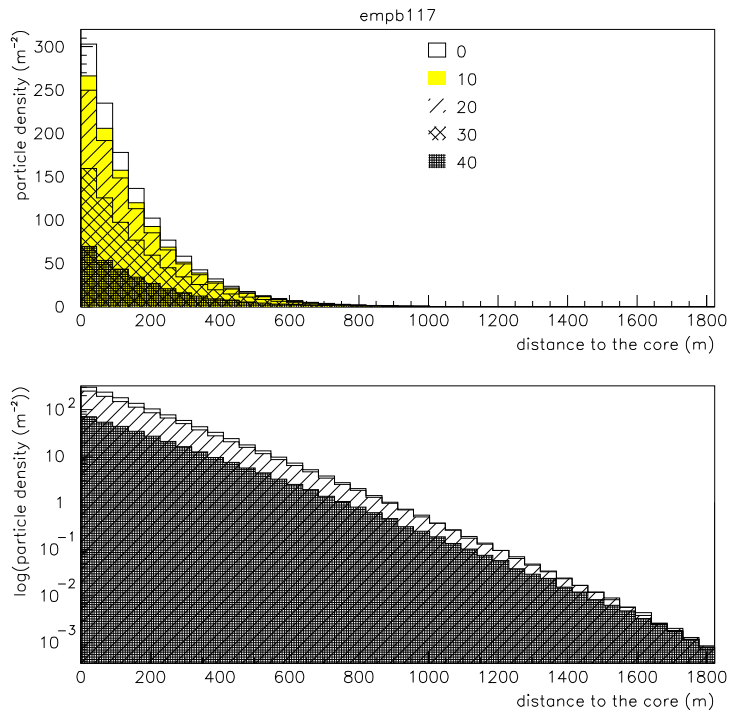 empb117
particle density (m⁻²)
300
250
200
150
100
50
0
0
10
20
30
40
0 200 400 600 800 1000 1200 1400 1600 1800
distance to the core (m)
log(particle density (m⁻²))
10²
10
1
10⁻¹
10⁻²
10⁻³
0 200 400 600 800 1000 1200 1400 1600 1800
distance to the core (m)